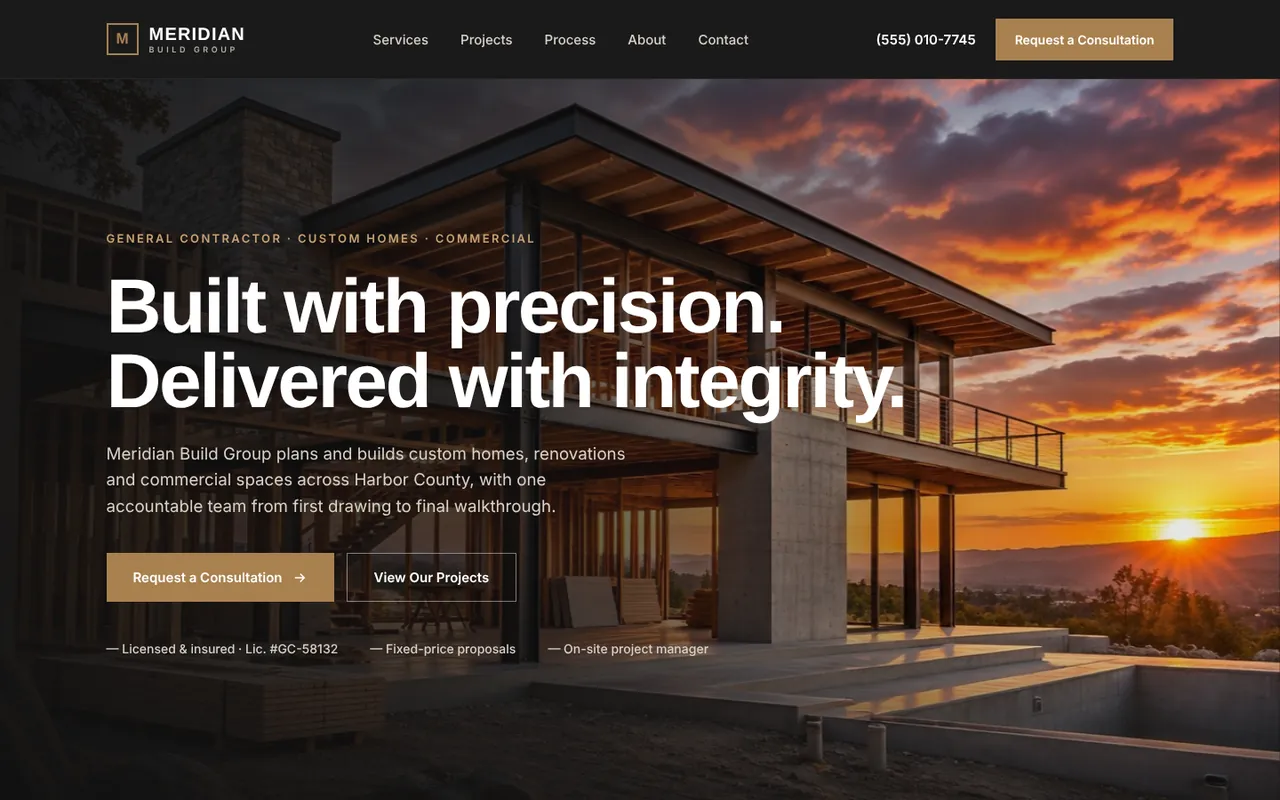 M
MERIDIAN
BUILD GROUP
Services
Projects
Process
About
Contact
(555) 010-7745
Request a Consultation
GENERAL CONTRACTOR · CUSTOM HOMES · COMMERCIAL
Built with precision.
Delivered with integrity.
Meridian Build Group plans and builds custom homes, renovations
and commercial spaces across Harbor County, with one
accountable team from first drawing to final walkthrough.
Request a Consultation →
View Our Projects
— Licensed & insured · Lic. #GC-58132
— Fixed-price proposals
— On-site project manager